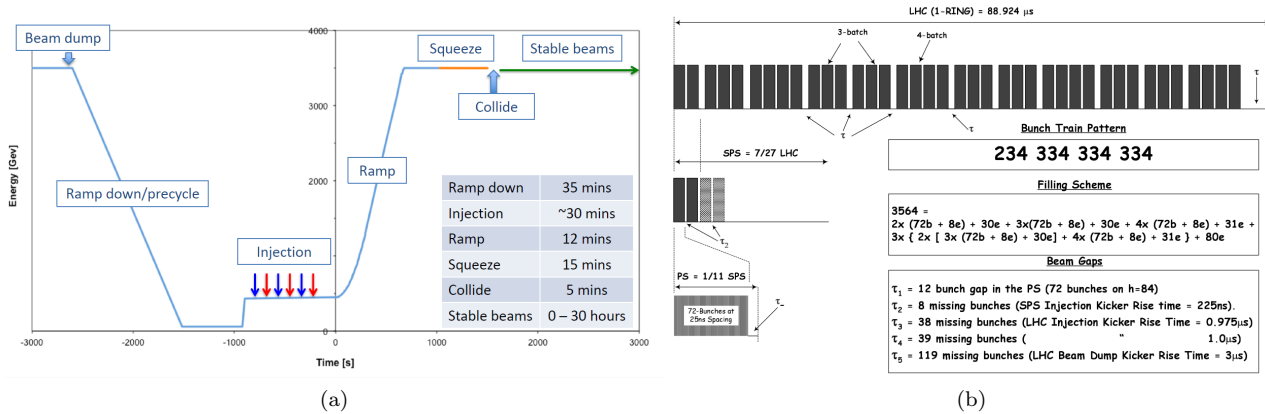 Beam dump
Squeeze
Stable beams
Collide
Ramp
Ramp down/precycle
Injection
Energy [Gev]
4000
3000
2000
1000
0
-3000
-2000
-1000
0
1000
2000
3000
Time [s]
Ramp down 35 mins
Injection ~30 mins
Ramp 12 mins
Squeeze 15 mins
Collide 5 mins
Stable beams 0 – 30 hours
(a)
LHC (1-RING) = 88.924 μs
3-batch
4-batch
τ
τ
τ
SPS = 7/27 LHC
τ2
PS = 1/11 SPS
72-Bunches at
25ns Spacing
Bunch Train Pattern
234 334 334 334
Filling Scheme
3564 =
2x (72b + 8e) + 30e + 3x(72b + 8e) + 30e + 4x (72b + 8e) + 31e +
3x { 2x [ 3x (72b + 8e) + 30e] + 4x (72b + 8e) + 31e } + 80e
Beam Gaps
τ1 = 12 bunch gap in the PS (72 bunches on h=84)
τ2 = 8 missing bunches (SPS Injection Kicker Rise time = 225ns).
τ3 = 38 missing bunches (LHC Injection Kicker Rise Time = 0.975μs)
τ4 = 39 missing bunches ( " 1.0μs)
τ5 = 119 missing bunches (LHC Beam Dump Kicker Rise Time = 3μs)
(b)